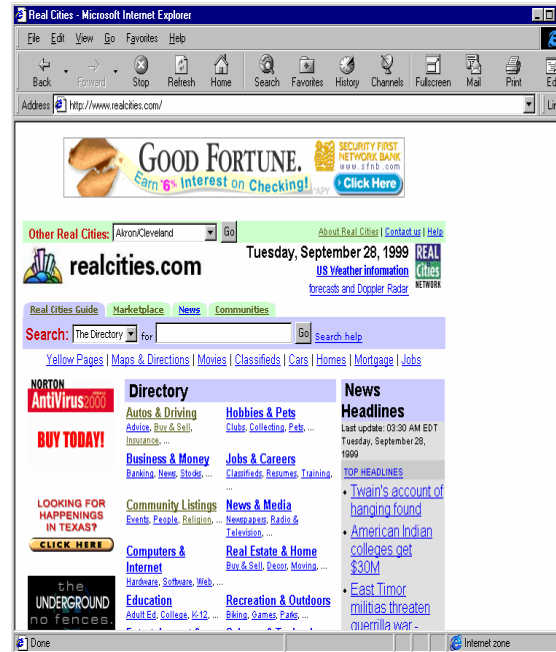 Real Cities - Microsoft Internet Explorer
File Edit View Go Favorites Help
Back Forward Stop Refresh Home Search Favorites History Channels Fullscreen Mail Print
Address http://www.realcities.com/
GOOD FORTUNE.
Earn 6% Interest on Checking! *APY
SECURITY FIRST
NETWORK BANK
www.sfnb.com
Click Here
Other Real Cities: Akron/Cleveland Go About Real Cities | Contact us | Help
realcities.com
Tuesday, September 28, 1999
US Weather information
forecasts and Doppler Radar
REAL
Cities
NETWORK
Real Cities Guide Marketplace News Communities
Search: The Directory for Go Search help
Yellow Pages | Maps & Directions | Movies | Classifieds | Cars | Homes | Mortgage | Jobs
NORTON
AntiVirus2000
BUY TODAY!
LOOKING FOR
HAPPENINGS
IN TEXAS?
CLICK HERE
the
UNDERGROUND
no fences.
Directory
Autos & Driving
Advice, Buy & Sell,
Insurance, ...
Hobbies & Pets
Clubs, Collecting, Pets, ...
Business & Money
Banking, News, Stocks, ...
Jobs & Careers
Classifieds, Resumes, Training,
...
Community Listings
Events, People, Religion, ...
News & Media
Newspapers, Radio &
Television, ...
Computers &
Internet
Hardware, Software, Web, ...
Real Estate & Home
Buy & Sell, Decor, Moving, ...
Education
Adult Ed, College, K-12, ...
Recreation & Outdoors
Biking, Games, Parks, ...
News
Headlines
Last update: 03:30 AM EDT
Tuesday, September 28,
1999
TOP HEADLINES
• Twain's account of
hanging found
• American Indian
colleges get
$30M
• East Timor
militias threaten
guerrilla war -
Done
Internet zone